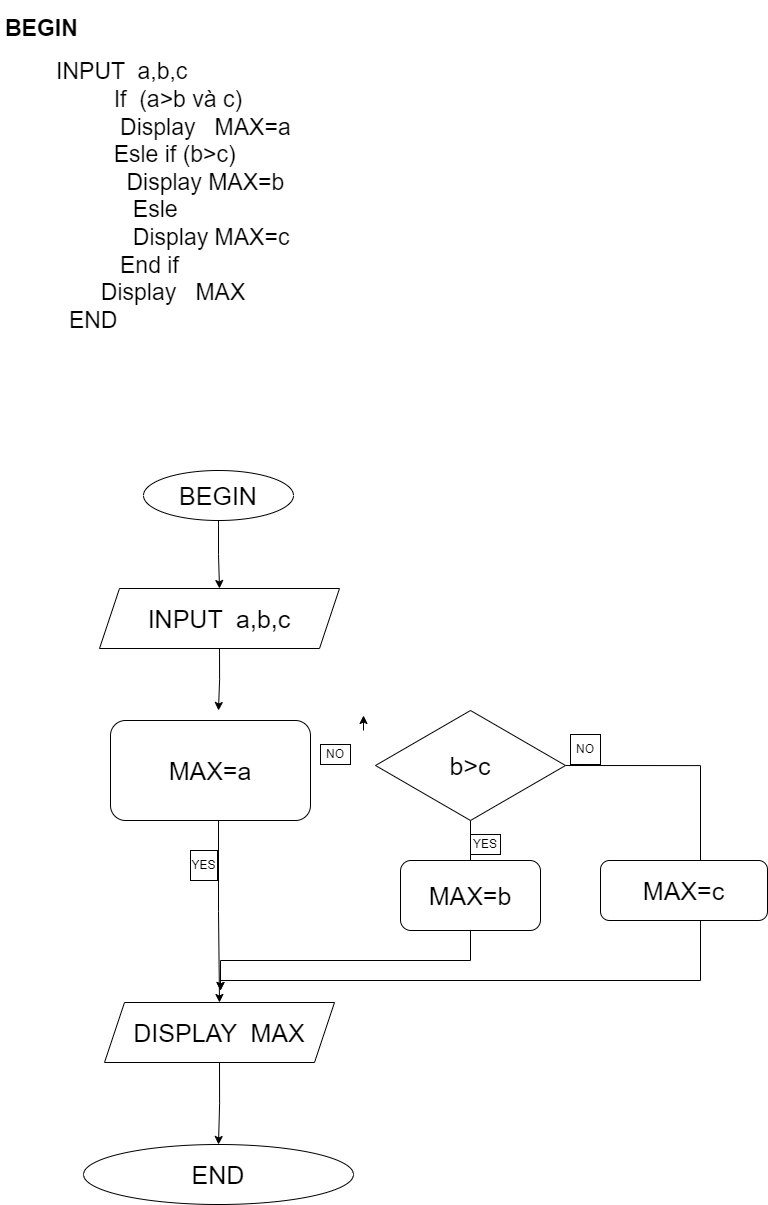 BEGIN
INPUT a,b,c
If (a>b và c)
Display MAX=a
Esle if (b>c)
Display MAX=b
Esle
Display MAX=c
End if
Display MAX
END
BEGIN
INPUT a,b,c
MAX=a
NO
b>c
NO
YES
YES
MAX=b
MAX=c
DISPLAY MAX
END